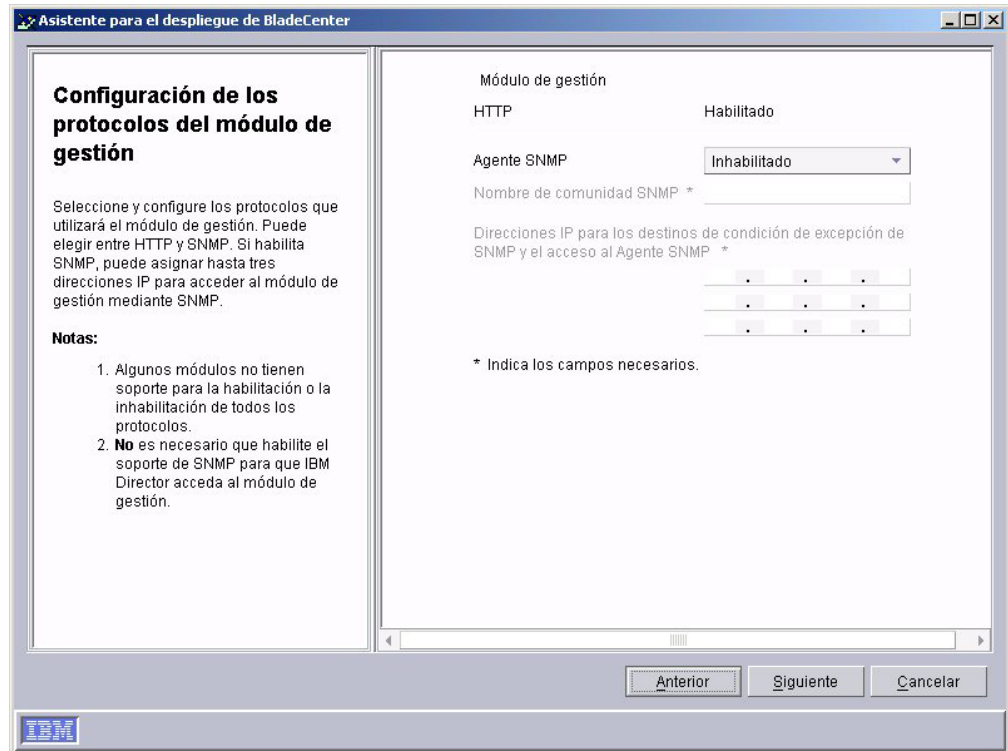 Asistente para el despliegue de BladeCenter
Configuración de los
protocolos del módulo de
gestión
Seleccione y configure los protocolos que
utilizará el módulo de gestión. Puede
elegir entre HTTP y SNMP. Si habilita
SNMP, puede asignar hasta tres
direcciones IP para acceder al módulo de
gestión mediante SNMP.
Notas:
1. Algunos módulos no tienen
soporte para la habilitación o la
inhabilitación de todos los
protocolos.
2. No es necesario que habilite el
soporte de SNMP para que IBM
Director acceda al módulo de
gestión.
Módulo de gestión
HTTP Habilitado
Agente SNMP Inhabilitado
Nombre de comunidad SNMP *
Direcciones IP para los destinos de condición de excepción de
SNMP y el acceso al Agente SNMP *
. . .
. . .
. . .
* Indica los campos necesarios.
Anterior Siguiente Cancelar
IBM